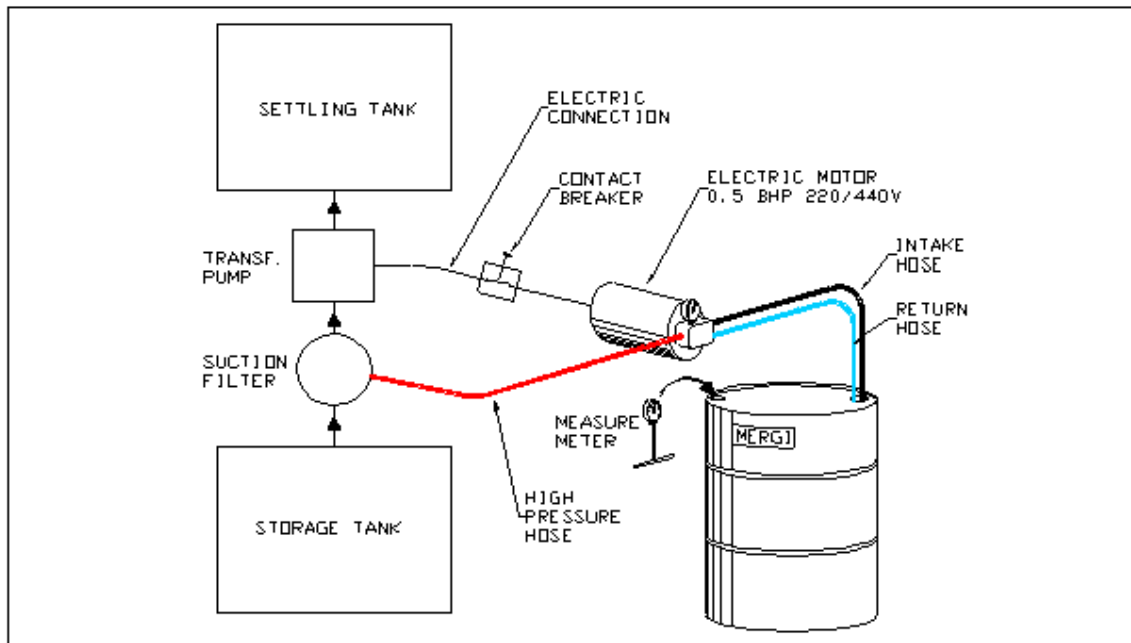 SETTLING TANK
ELECTRIC
CONNECTION
CONTACT
BREAKER
ELECTRIC MOTOR
0.5 BHP 220/440V
INTAKE
HOSE
TRANSF.
PUMP
RETURN
HOSE
SUCTION
FILTER
MEASURE
METER
MERGI
HIGH
PRESSURE
HOSE
STORAGE TANK